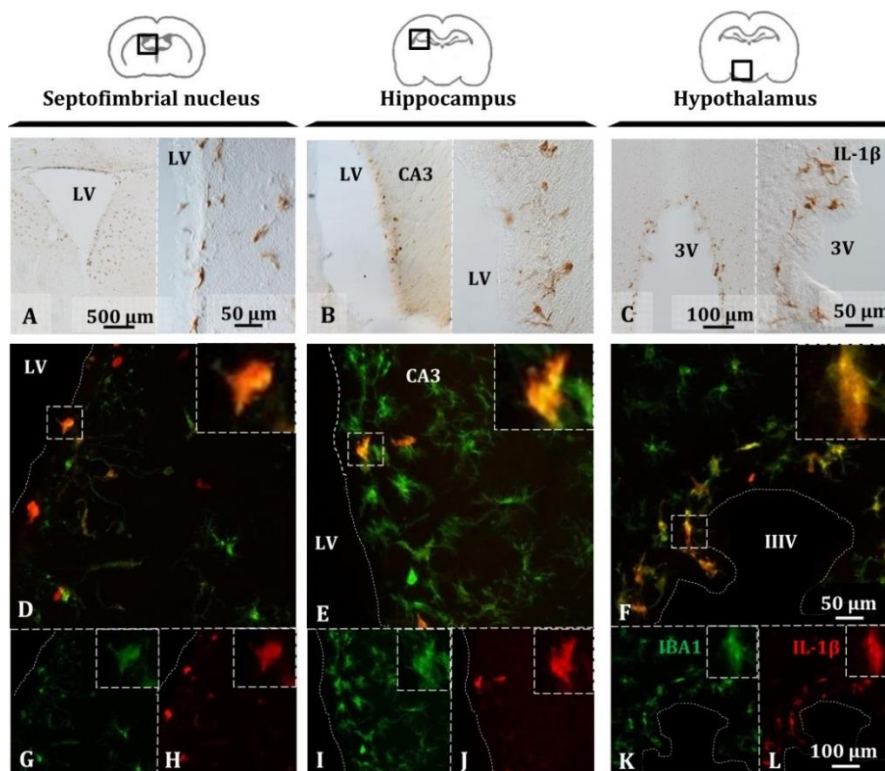 Septofimbrial nucleus
Hippocampus
Hypothalamus
LV
LV
A
500 µm
50 µm
LV
CA3
LV
B
3V
IL-1β
3V
C
100 µm
50 µm
LV
D
CA3
LV
E
IIIV
F
50 µm
G
H
I
J
IBA1
K
IL-1β
L
100 µm